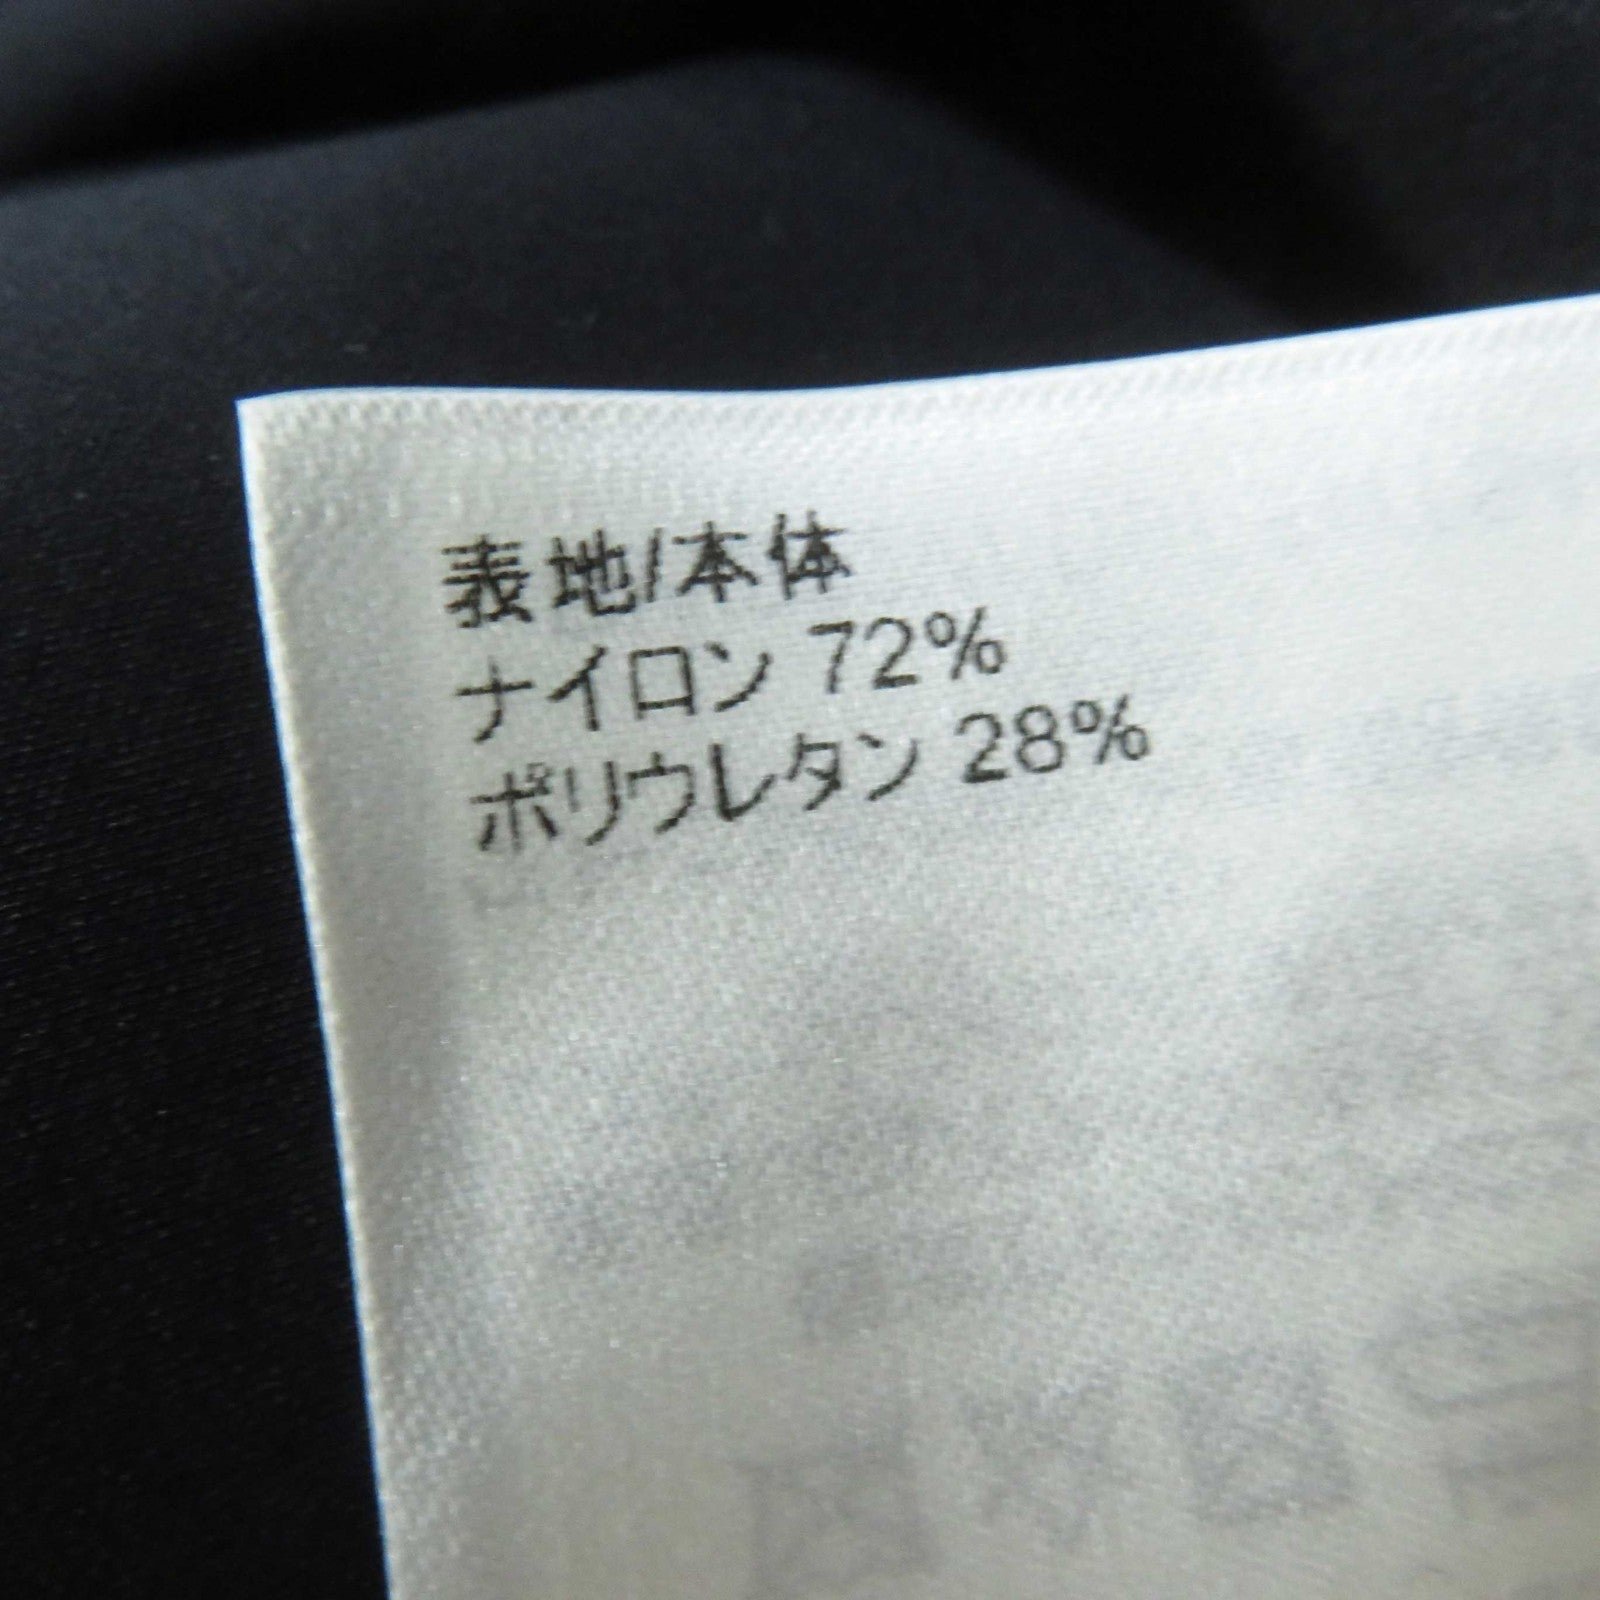 表地/本体
ナイロン 72%
ポリウレタン 28%